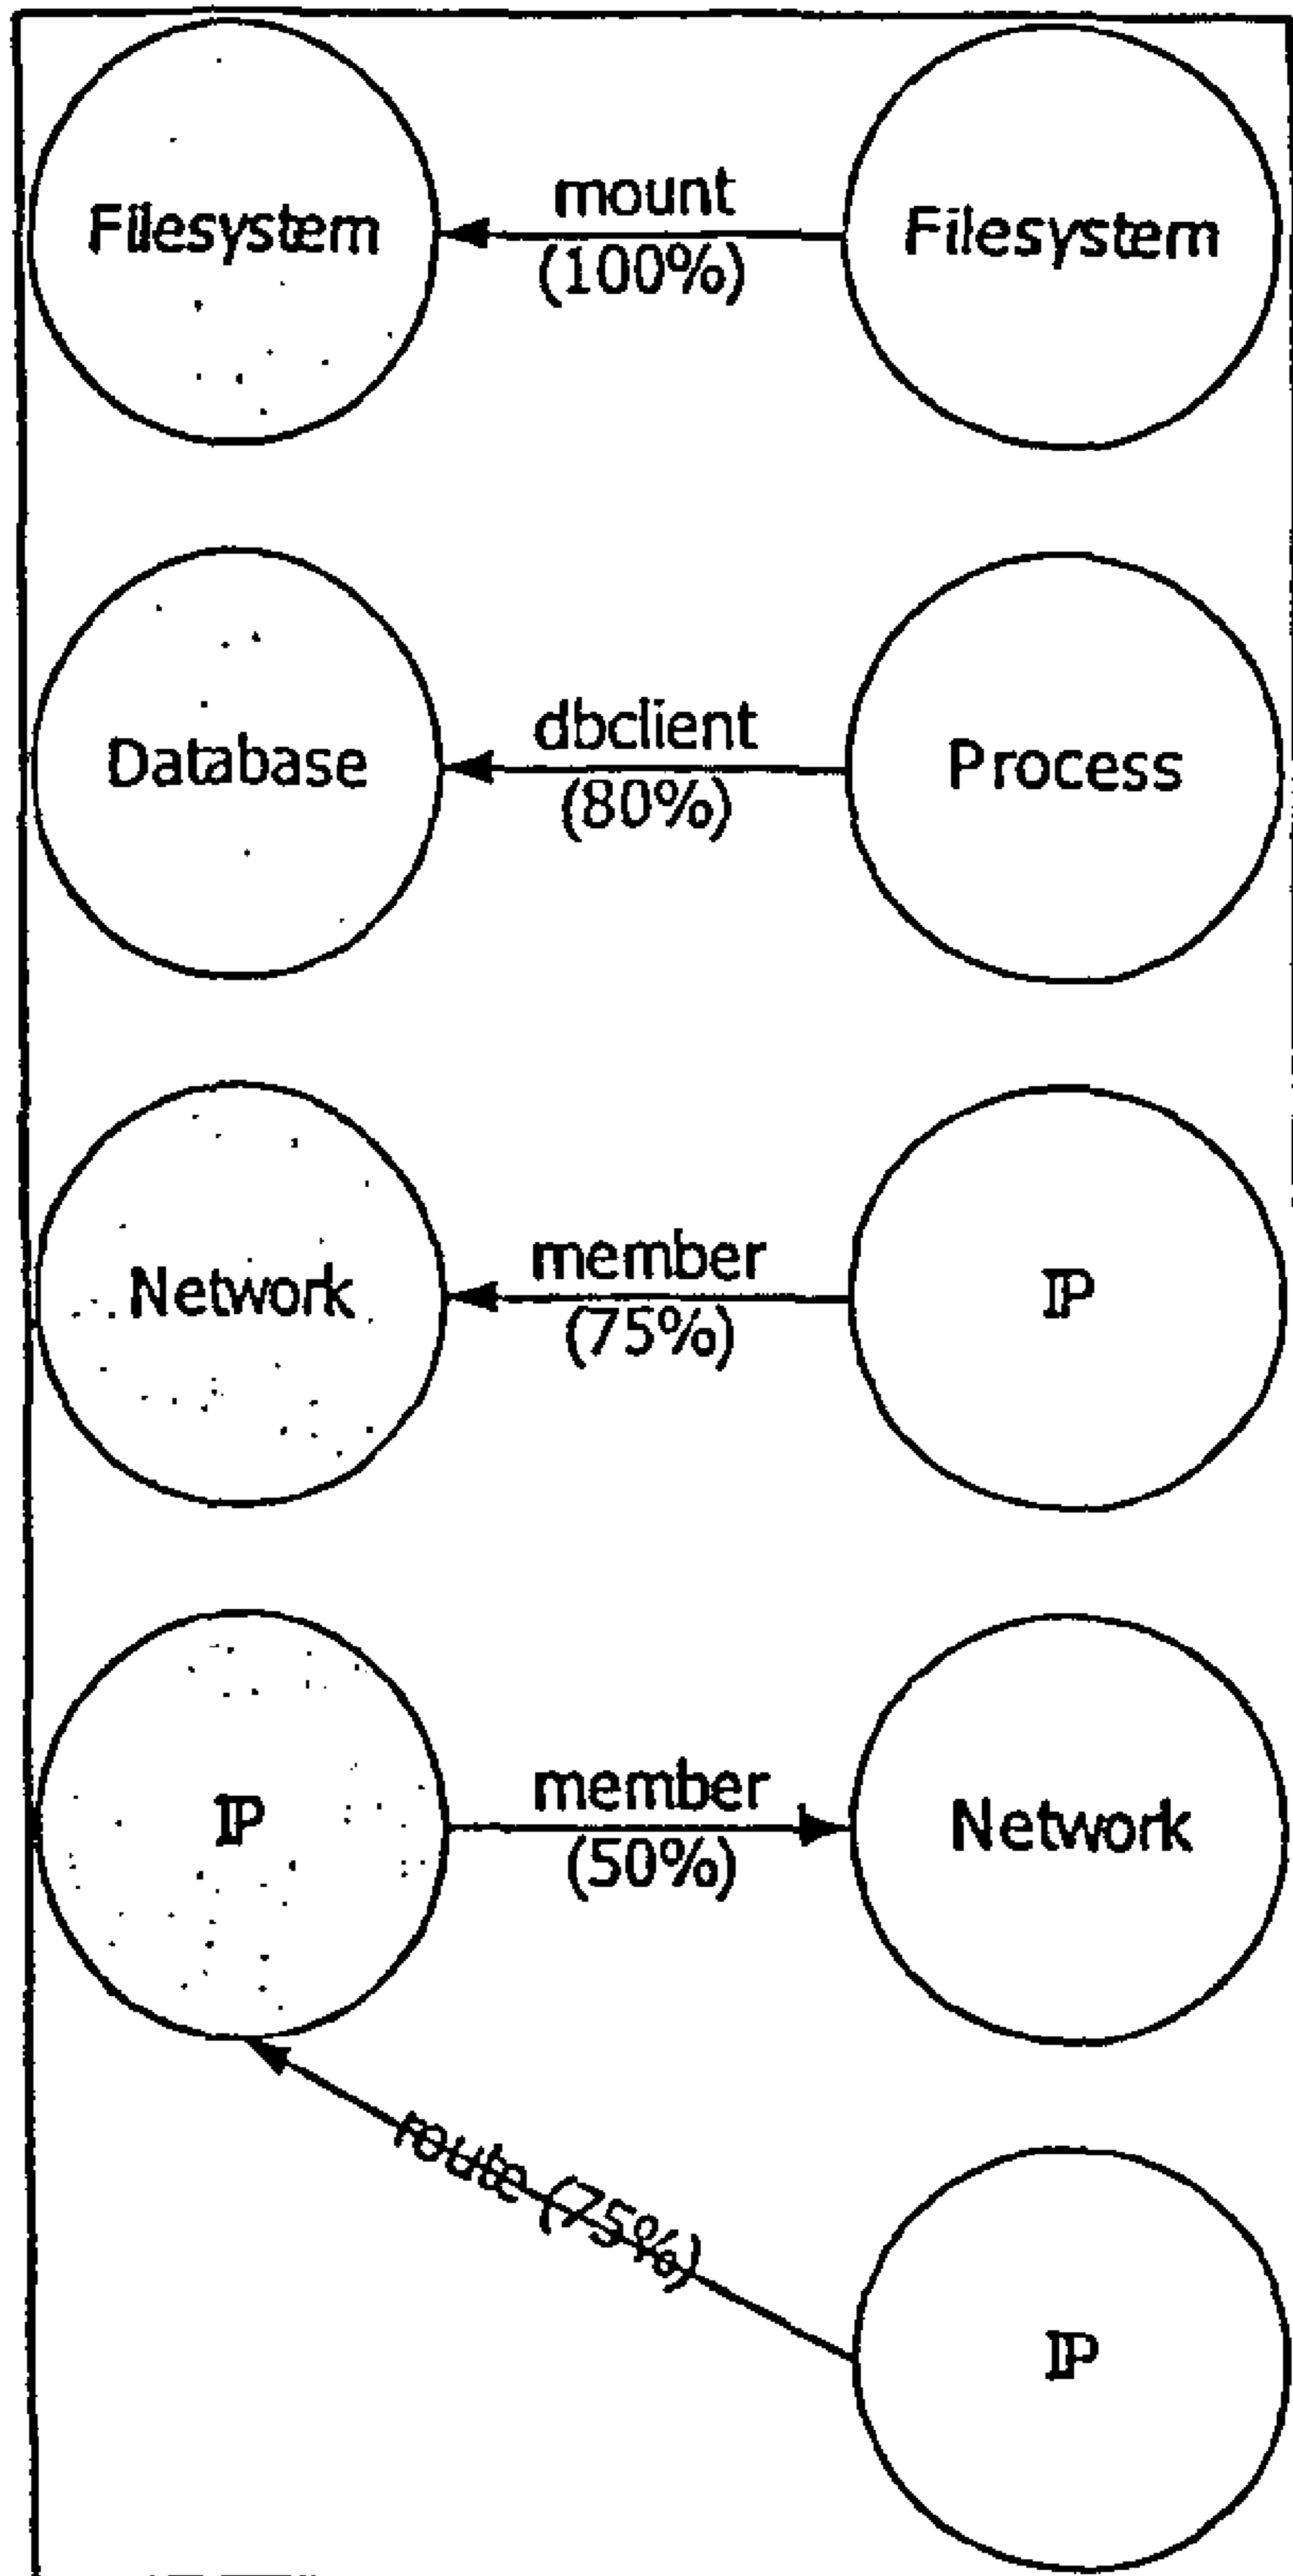 Filesystem
mount
(100%)
Filesystem
Database
dbclient
(80%)
Process
Network
member
(75%)
IP
IP
member
(50%)
Network
route (75%)
IP